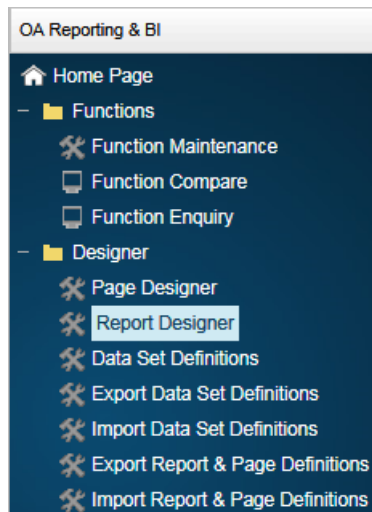 OA Reporting & BI
Home Page
Functions
Function Maintenance
Function Compare
Function Enquiry
Designer
Page Designer
Report Designer
Data Set Definitions
Export Data Set Definitions
Import Data Set Definitions
Export Report & Page Definitions
Import Report & Page Definitions